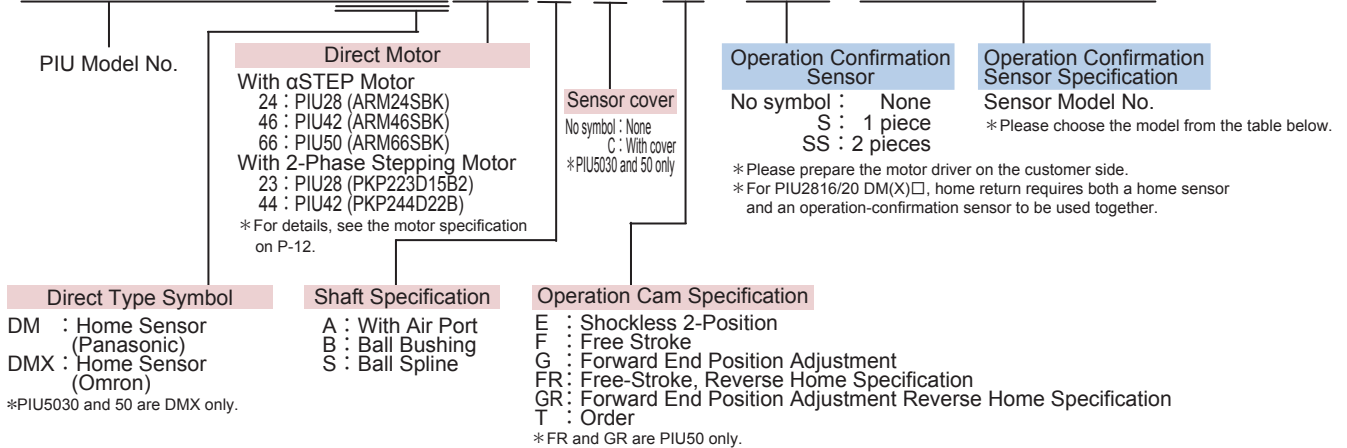 PIU Model No.
Direct Motor
With αSTEP Motor
24：PIU28 (ARM24SBK)
46：PIU42 (ARM46SBK)
66：PIU50 (ARM66SBK)
With 2-Phase Stepping Motor
23：PIU28 (PKP223D15B2)
44：PIU42 (PKP244D22B)
＊For details, see the motor specification
on P-12.
Sensor cover
No symbol：None
C：With cover
＊PIU5030 and 50 only
Operation Confirmation
Sensor
No symbol： None
S： 1 piece
SS： 2 pieces
＊Please prepare the motor driver on the customer side.
＊For PIU2816/20 DM(X)□, home return requires both a home sensor
and an operation-confirmation sensor to be used together.
Operation Confirmation
Sensor Specification
Sensor Model No.
＊Please choose the model from the table below.
Direct Type Symbol
DM ：Home Sensor
(Panasonic)
DMX：Home Sensor
(Omron)
＊PIU5030 and 50 are DMX only.
Shaft Specification
A：With Air Port
B：Ball Bushing
S：Ball Spline
Operation Cam Specification
E ：Shockless 2-Position
F ：Free Stroke
G ：Forward End Position Adjustment
FR：Free-Stroke, Reverse Home Specification
GR：Forward End Position Adjustment Reverse Home Specification
T ：Order
＊FR and GR are PIU50 only.